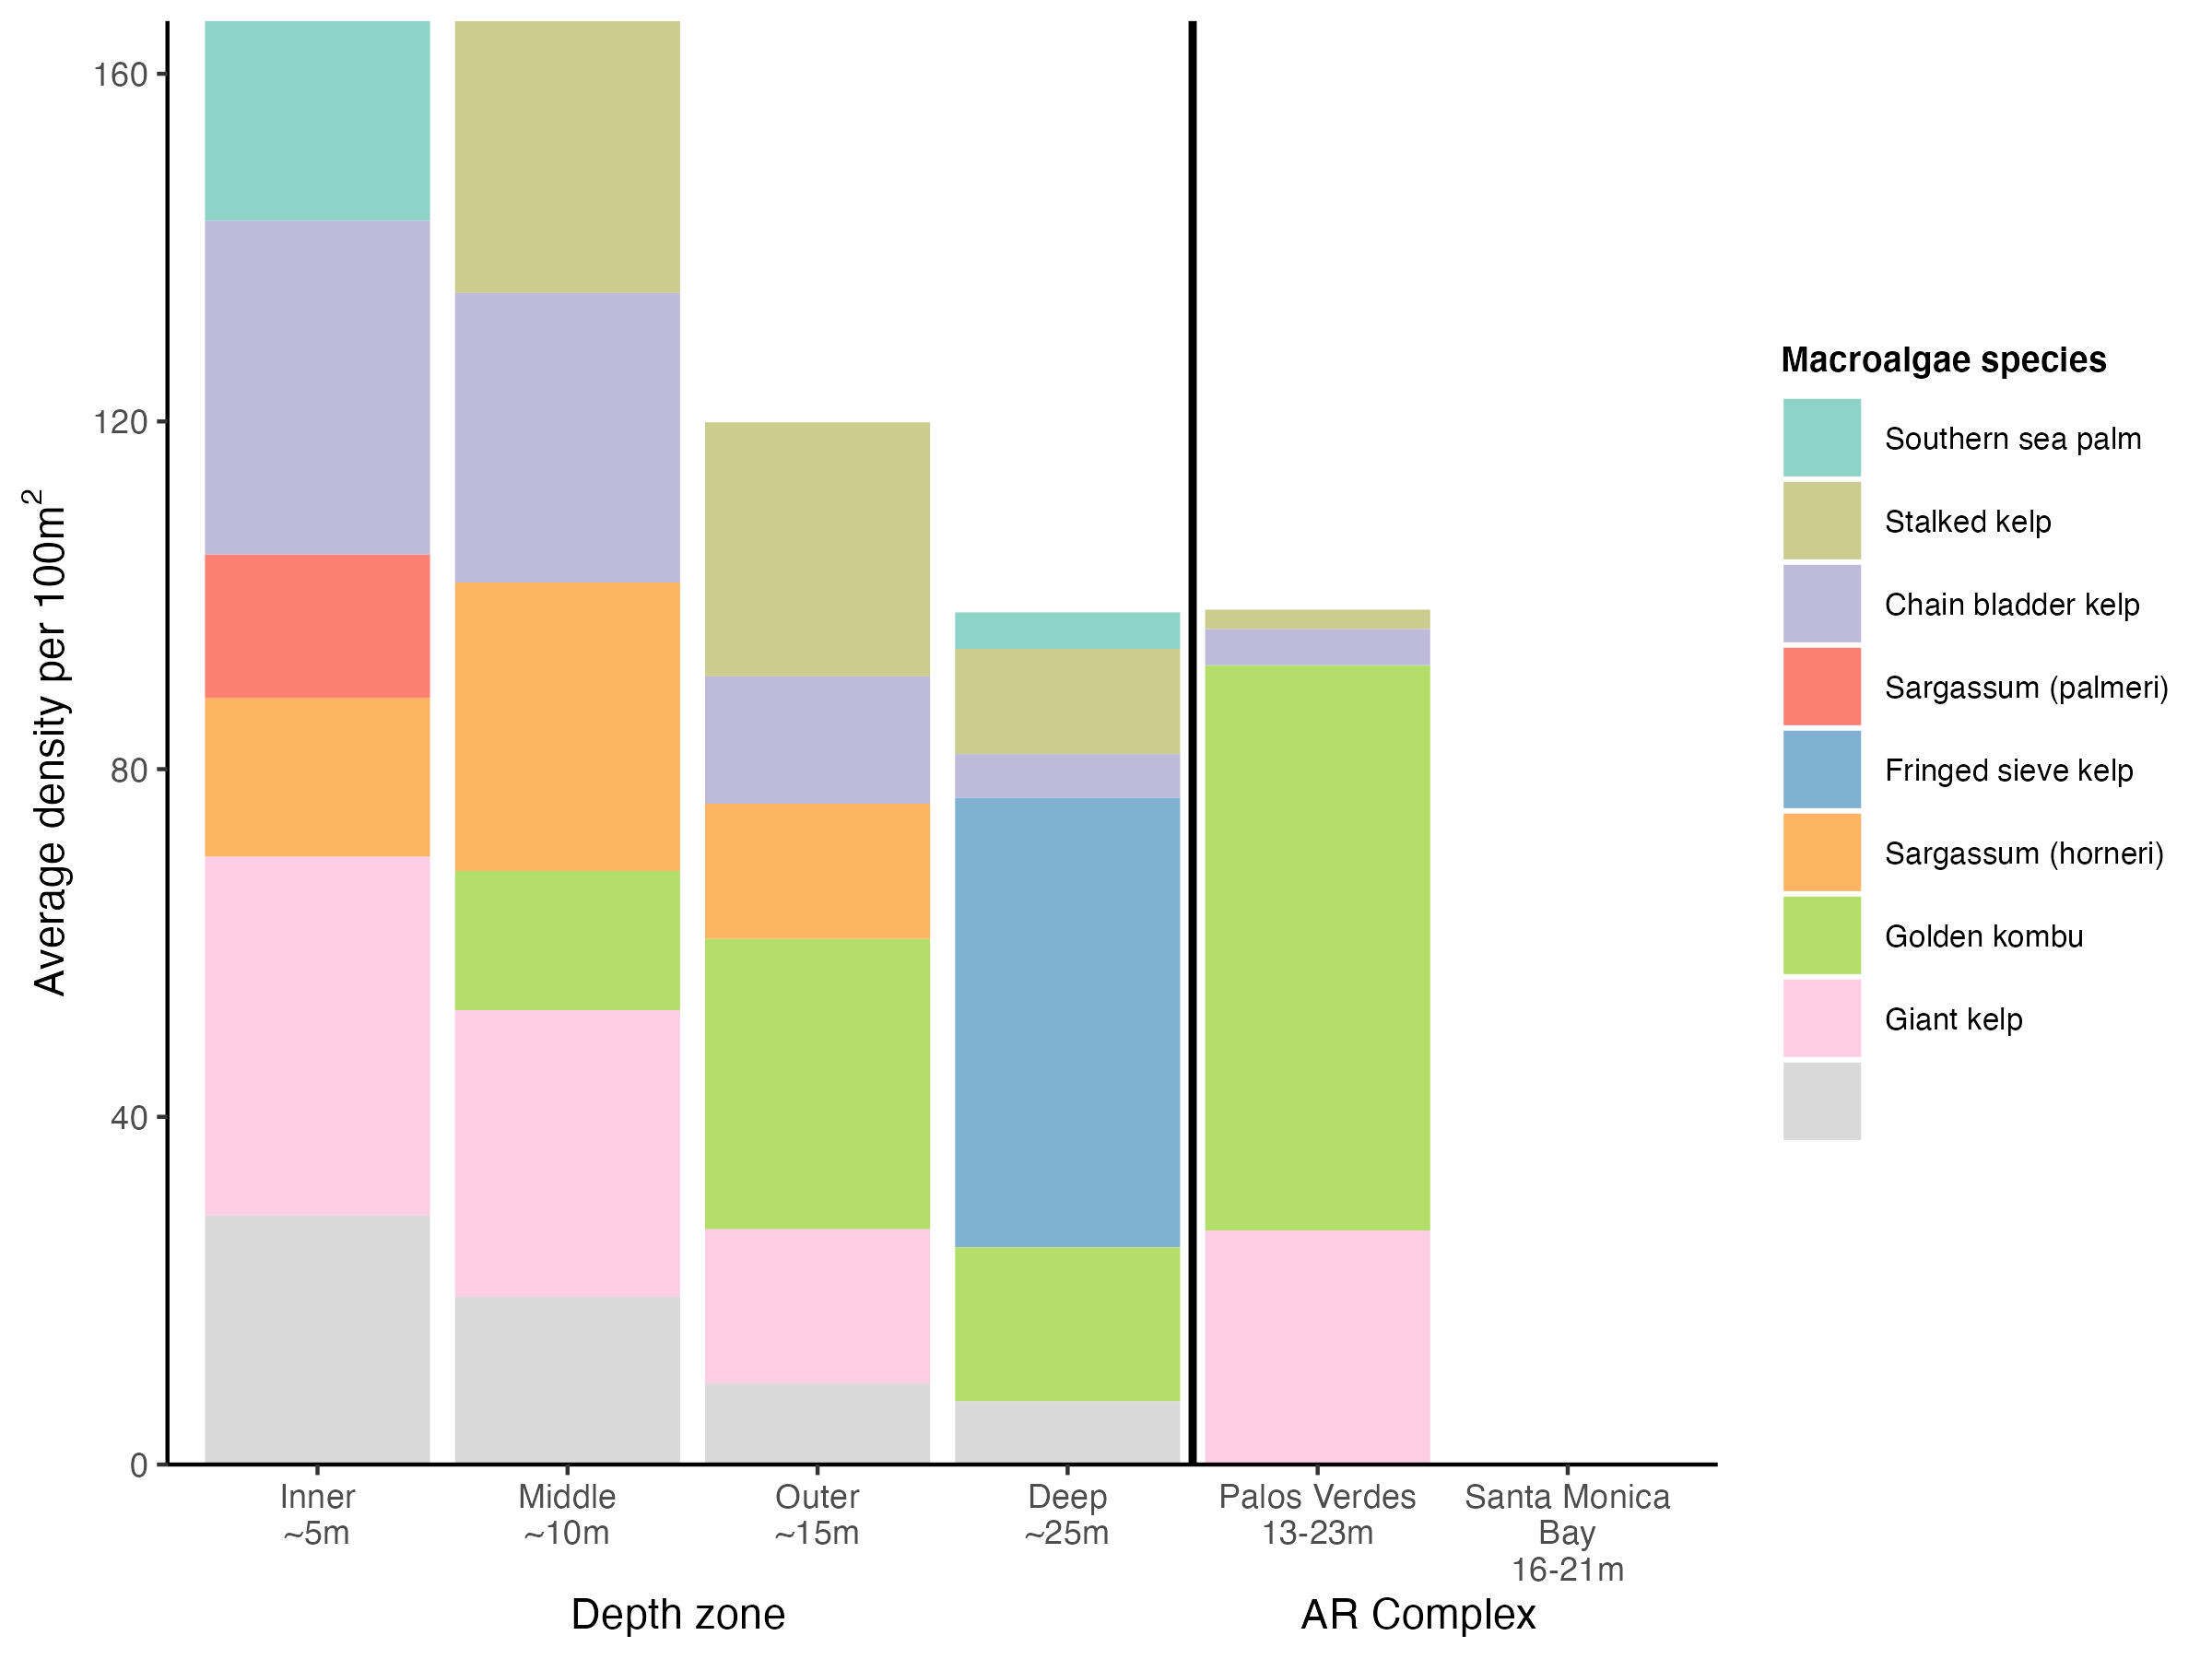 Average density per 100m²
160
120
80
40
0
Inner
~5m
Middle
~10m
Outer
~15m
Deep
~25m
Palos Verdes
13-23m
Santa Monica
Bay
16-21m
Depth zone
AR Complex
Macroalgae species
Southern sea palm
Stalked kelp
Chain bladder kelp
Sargassum (palmeri)
Fringed sieve kelp
Sargassum (horneri)
Golden kombu
Giant kelp